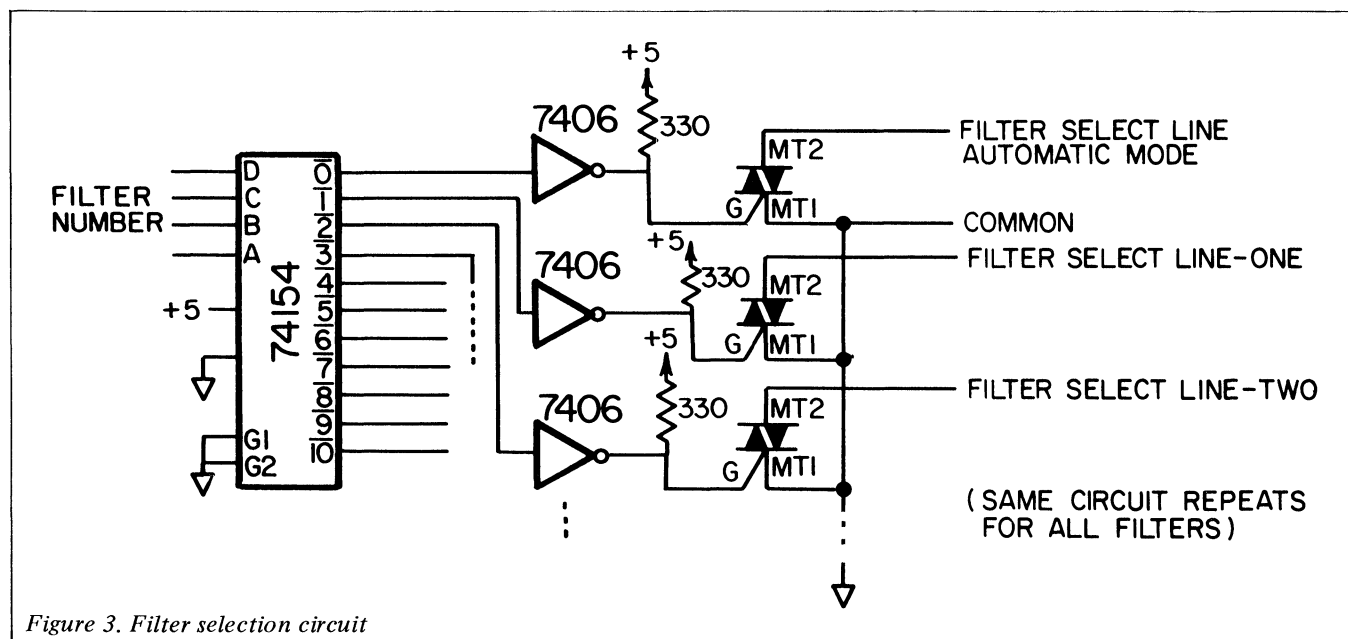 +5
7406
330
MT2
G
MT1
FILTER SELECT LINE
AUTOMATIC MODE
COMMON
FILTER
NUMBER
D
C
B
A
+5
G1
G2
74154
0
1
2
3
4
5
6
7
8
9
10
+5
7406
330
MT2
G
MT1
FILTER SELECT LINE-ONE
+5
7406
330
MT2
G
MT1
FILTER SELECT LINE-TWO
(SAME CIRCUIT REPEATS
FOR ALL FILTERS)
Figure 3. Filter selection circuit